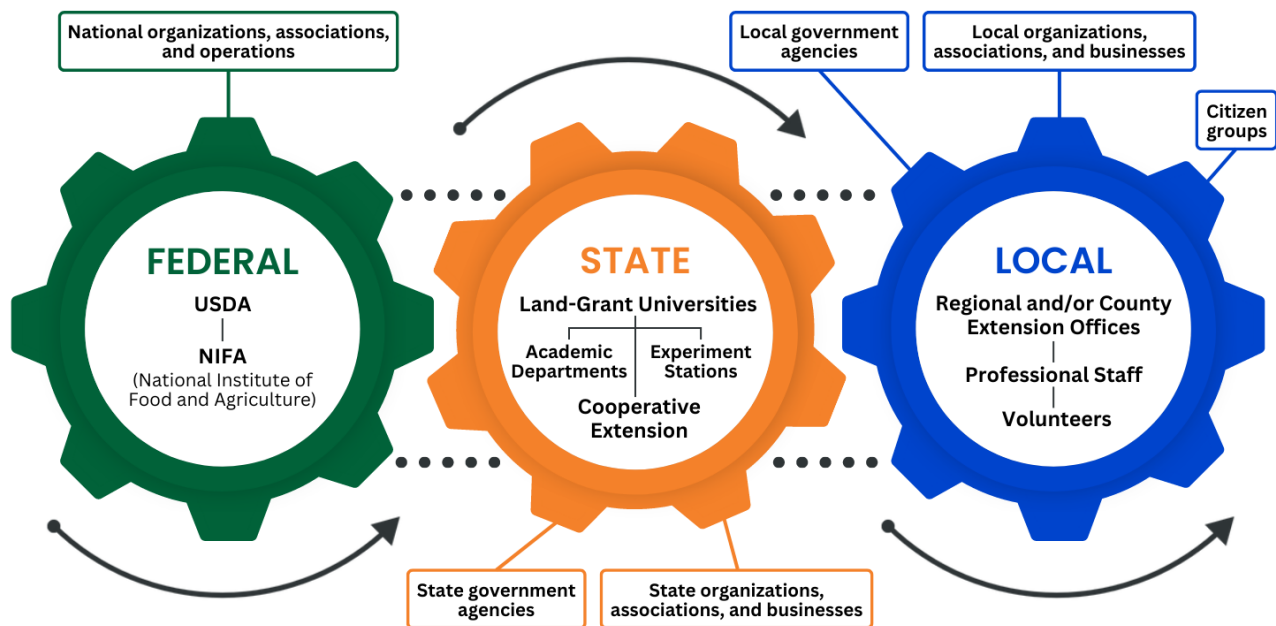 National organizations, associations,
and operations
Local government
agencies
Local organizations,
associations, and businesses
Citizen
groups
FEDERAL
USDA
NIFA
(National Institute of
Food and Agriculture)
STATE
Land-Grant Universities
Academic
Departments
Experiment
Stations
Cooperative
Extension
LOCAL
Regional and/or County
Extension Offices
Professional Staff
Volunteers
State government
agencies
State organizations,
associations, and businesses